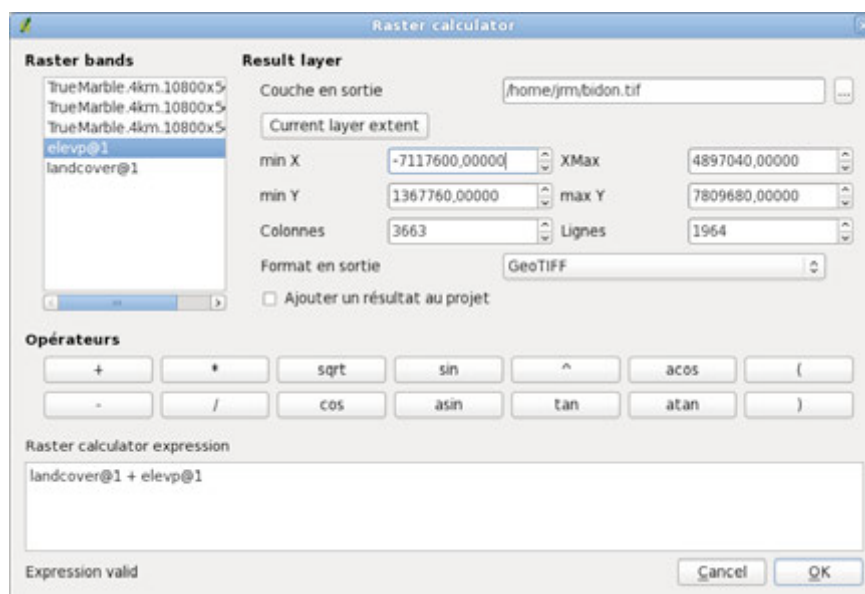 Raster calculator
Raster bands
TrueMarble.4km.10800x5
TrueMarble.4km.10800x5
TrueMarble.4km.10800x5
elevp@1
landcover@1
Result layer
Couche en sortie /home/jrm/bidon.tif ...
Current layer extent
min X -7117600,00000 XMax 4897040,00000
min Y 1367760,00000 max Y 7809680,00000
Colonnes 3663 Lignes 1964
Format en sortie GeoTIFF
Ajouter un résultat au projet
Opérateurs
+ * sqrt sin ^ acos (
- / cos asin tan atan )
Raster calculator expression
landcover@1 + elevp@1
Expression valid Cancel OK